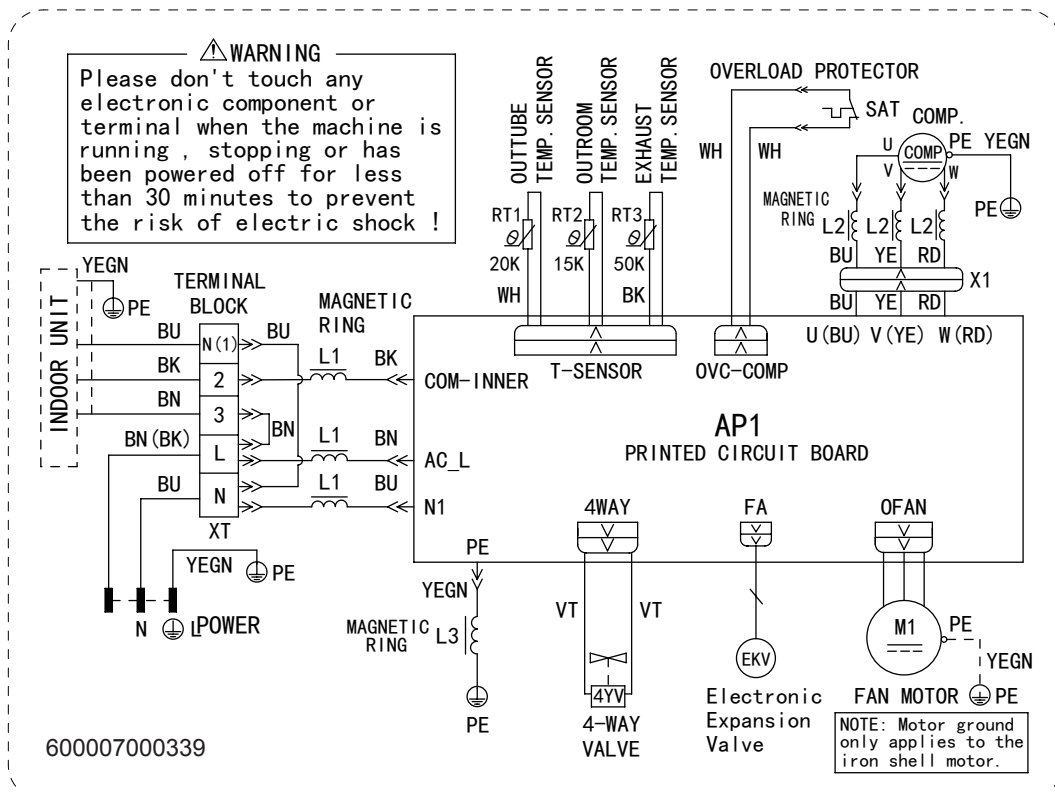 WARNING
Please don't touch any
electronic component or
terminal when the machine is
running , stopping or has
been powered off for less
than 30 minutes to prevent
the risk of electric shock !
OUTTUBE
TEMP. SENSOR
OUTROOM
TEMP. SENSOR
EXHAUST
TEMP. SENSOR
RT1
20K
RT2
15K
RT3
50K
WH
BK
T-SENSOR
OVERLOAD PROTECTOR
SAT
WH
WH
OVC-COMP
COMP.
COMP
U
V
W
PE
YEGN
PE
MAGNETIC
RING
L2
L2
L2
BU
YE
RD
X1
BU
YE
RD
U(BU) V(YE) W(RD)
INDOOR UNIT
YEGN
PE
TERMINAL
BLOCK
BU
N(1)
BU
BK
2
BN
3
BN
BN(BK)
L
BU
N
XT
MAGNETIC
RING
L1
BK
COM-INNER
L1
BN
AC_L
L1
BU
N1
AP1
PRINTED CIRCUIT BOARD
YEGN
PE
N
L
POWER
PE
YEGN
MAGNETIC
RING
L3
PE
4WAY
VT
VT
4YV
4-WAY
VALVE
FA
EKV
Electronic
Expansion
Valve
OFAN
M1
PE
YEGN
FAN MOTOR
PE
NOTE: Motor ground
only applies to the
iron shell motor.
600007000339